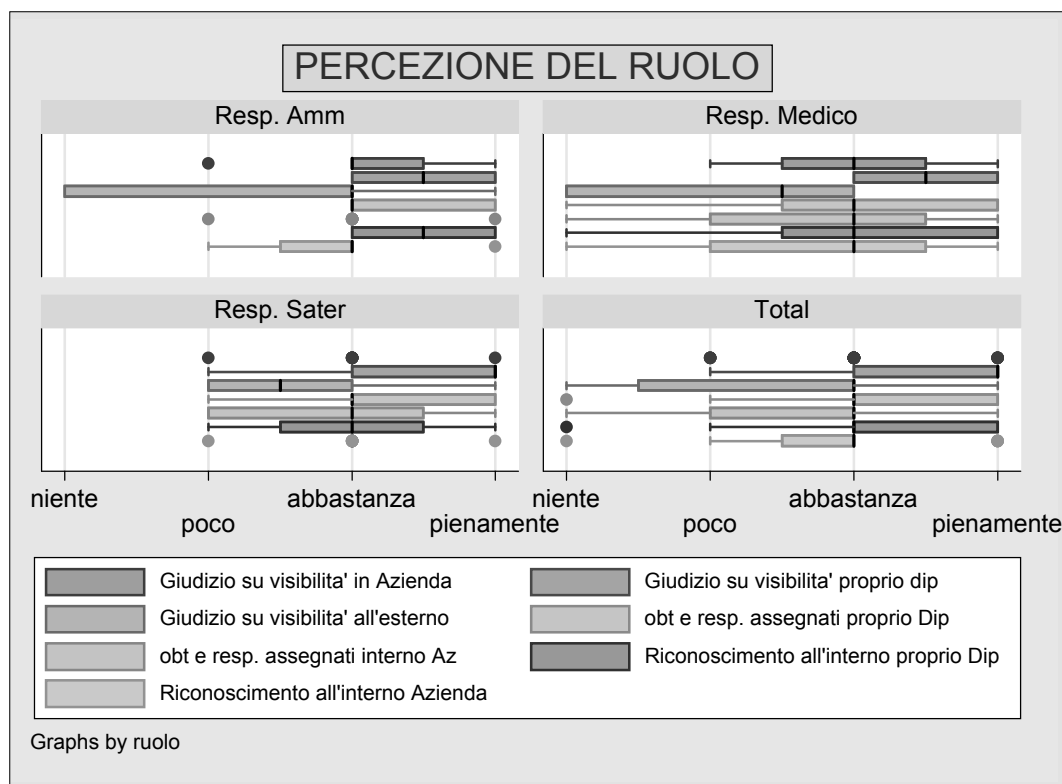 PERCEZIONE DEL RUOLO
Resp. Amm
Resp. Medico
Resp. Sater
Total
niente
poco
abbastanza
pienamente
niente
poco
abbastanza
pienamente
Giudizio su visibilita' in Azienda
Giudizio su visibilita' proprio dip
Giudizio su visibilita' all'esterno
obt e resp. assegnati proprio Dip
obt e resp. assegnati interno Az
Riconoscimento all'interno proprio Dip
Riconoscimento all'interno Azienda
Graphs by ruolo